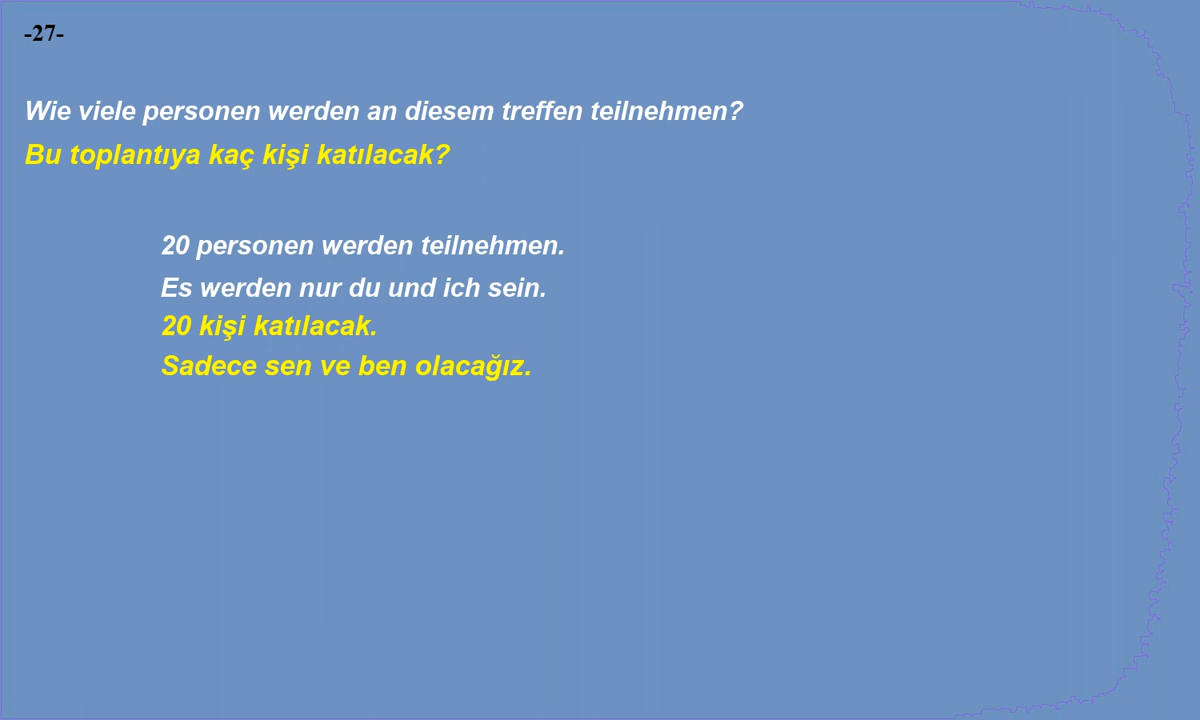 -27-
Wie viele personen werden an diesem treffen teilnehmen?
Bu toplantıya kaç kişi katılacak?
20 personen werden teilnehmen.
Es werden nur du und ich sein.
20 kişi katılacak.
Sadece sen ve ben olacağız.